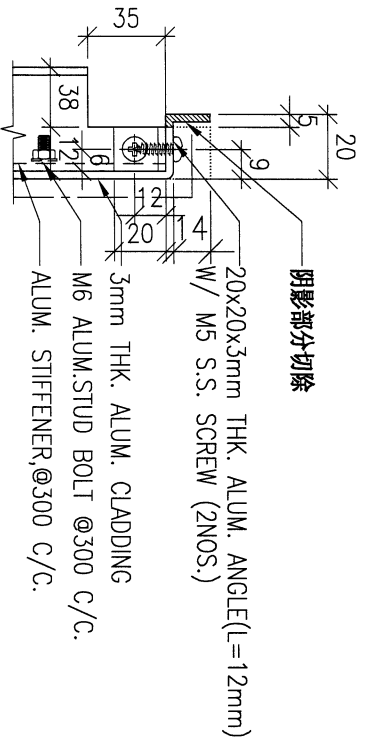 35
38
12
6
12
20
14
5
20
9
阴影部分切除
20x20x3mm THK. ALUM. ANGLE(L=12mm)
W/ M5 S.S. SCREW (2NOS.)
3mm THK. ALUM. CLADDING
M6 ALUM.STUD BOLT @300 C/C.
ALUM. STIFFENER,@300 C/C.